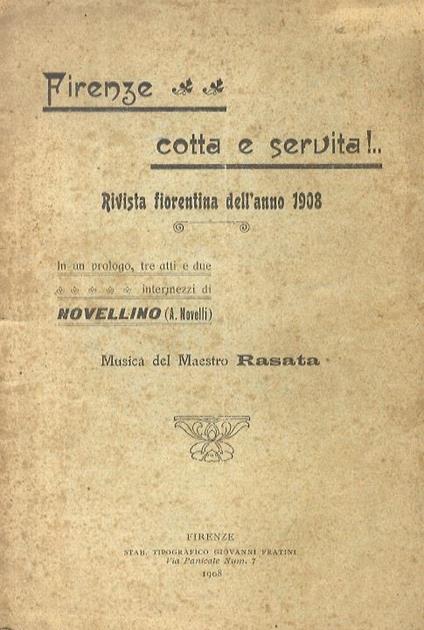 Firenze
cotta e servita!..
Rivista fiorentina dell'anno 1908
In un prologo, tre atti e due
intermezzi di
NOVELLINO (A. Novelli)
Musica del Maestro Rasata
FIRENZE
STAB. TIPOGRAFICO GIOVANNI FRATINI
Via Panicale Num. 7
1908